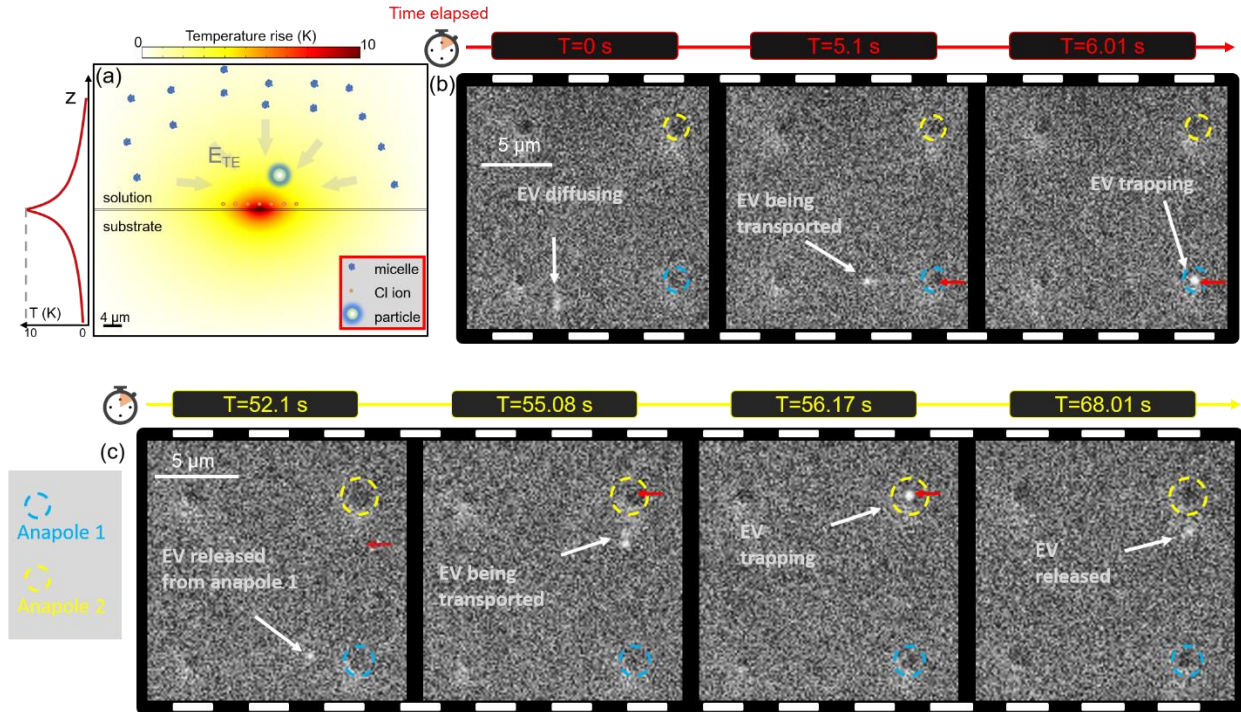 Time elapsed
T=0 s
T=5.1 s
T=6.01 s
Temperature rise (K)
0
10
(a)
Z
E_TE
solution
substrate
micelle
Cl ion
particle
4 μm
T (K)
10
0
(b)
5 μm
EV diffusing
EV being
transported
EV trapping
T=52.1 s
T=55.08 s
T=56.17 s
T=68.01 s
(c)
5 μm
Anapole 1
Anapole 2
EV released
from anapole 1
EV being
transported
EV
trapping
EV
released